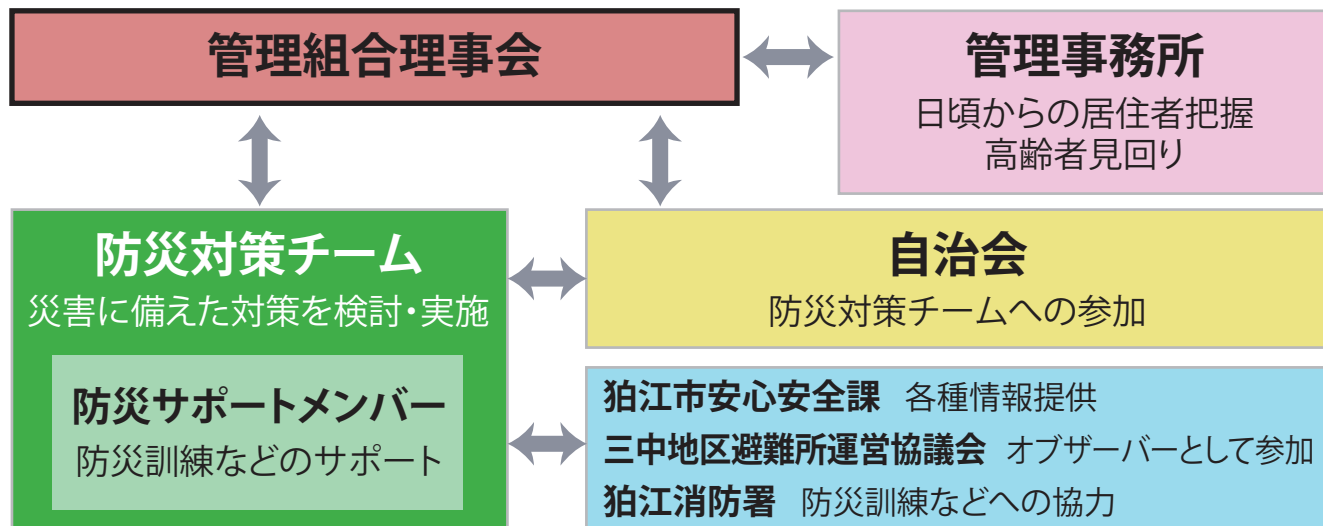 管理組合理事会
管理事務所
日頃からの居住者把握
高齢者見回り
防災対策チーム
災害に備えた対策を検討・実施
防災サポートメンバー
防災訓練などのサポート
自治会
防災対策チームへの参加
狛江市安心安全課 各種情報提供
三中地区避難所運営協議会 オブザーバーとして参加
狛江消防署 防災訓練などへの協力